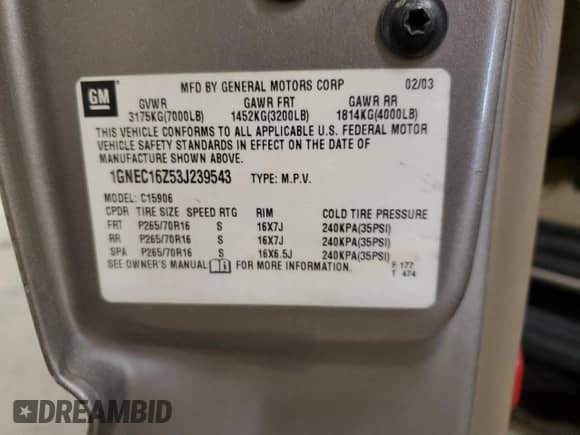 GM
MFD BY GENERAL MOTORS CORP 02/03
GVWR GAWR FRT GAWR RR
3175KG(7000LB) 1452KG(3200LB) 1814KG(4000LB)
THIS VEHICLE CONFORMS TO ALL APPLICABLE U.S. FEDERAL MOTOR
VEHICLE SAFETY STANDARDS IN EFFECT ON THE DATE OF
MANUFACTURE SHOWN ABOVE.
1GNEC16Z53J239543 TYPE: M.P.V.
MODEL: C15906
CPDR TIRE SIZE SPEED RTG RIM COLD TIRE PRESSURE
FRT P265/70R16 S 16X7J 240KPA(35PSI)
RR P265/70R16 S 16X7J 240KPA(35PSI)
SPA P265/70R16 S 16X6.5J 240KPA(35PSI)
SEE OWNER'S MANUAL FOR MORE INFORMATION. F 177
T 474
DREAMBID